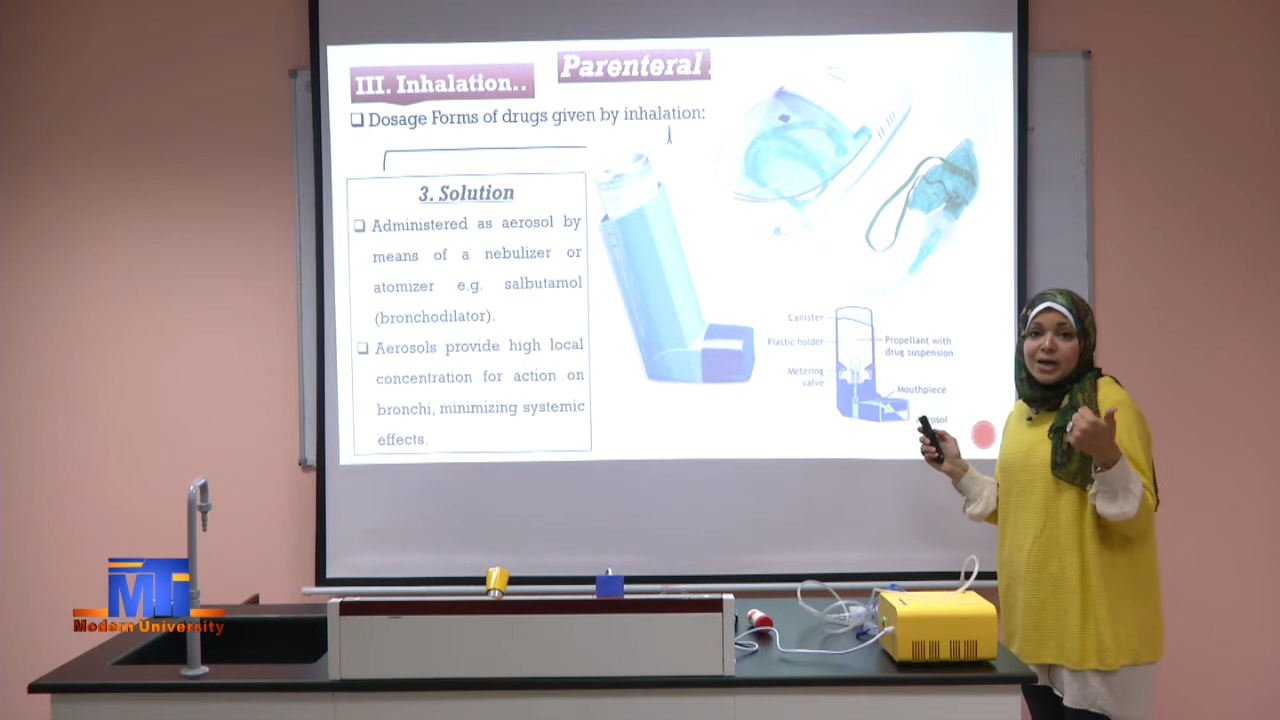 Parenteral
III. Inhalation..
❑ Dosage Forms of drugs given by inhalation:
3. Solution
❑ Administered as aerosol by
means of a nebulizer or
atomizer e.g. salbutamol
(bronchodilator).
❑ Aerosols provide high local
concentration for action on
bronchi, minimizing systemic
effects.
Canister
Plastic holder
Metering
valve
Propellant with
drug suspension
Mouthpiece
MTI
Modern University